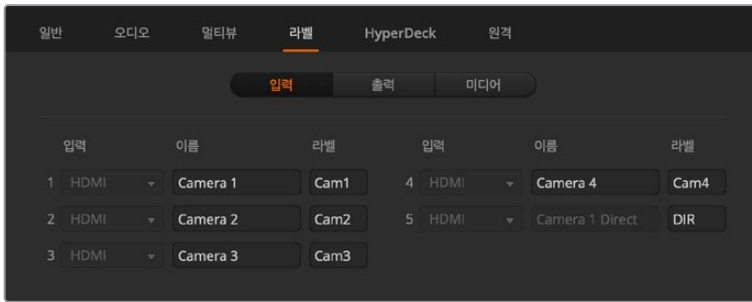 일반 오디오 멀티뷰 라벨 HyperDeck 원격
입력 출력 미디어
입력 이름 라벨 입력 이름 라벨
1 HDMI Camera 1 Cam1 4 HDMI Camera 4 Cam4
2 HDMI Camera 2 Cam2 5 HDMI Camera 1 Direct DIR
3 HDMI Camera 3 Cam3